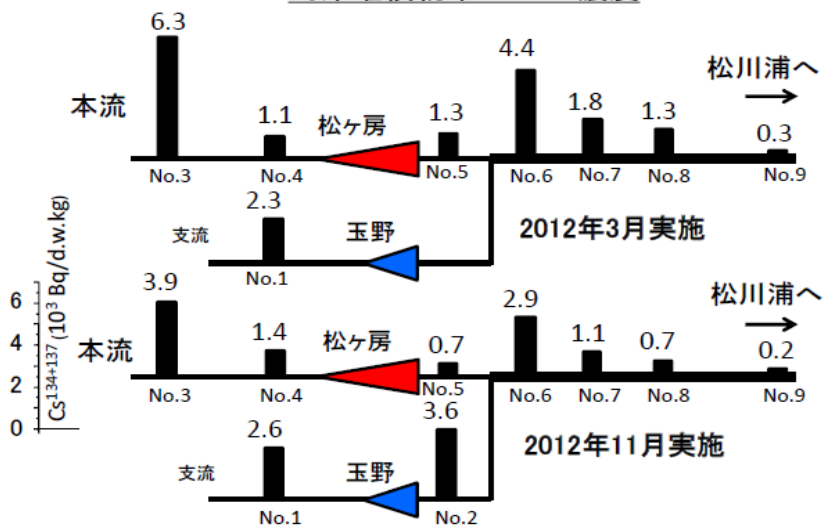 6.3
4.4
松川浦へ
本流
1.1
松ヶ房
1.3
1.8
1.3
0.3
No.3
No.4
No.5
No.6
No.7
No.8
No.9
2.3
支流
玉野
2012年3月実施
No.1
Cs134+137 (10³ Bq/d.w.kg)
6
4
2
0
3.9
2.9
松川浦へ
本流
1.4
松ヶ房
0.7
1.1
0.7
0.2
No.3
No.4
No.5
No.6
No.7
No.8
No.9
2.6
3.6
2012年11月実施
支流
玉野
No.1
No.2